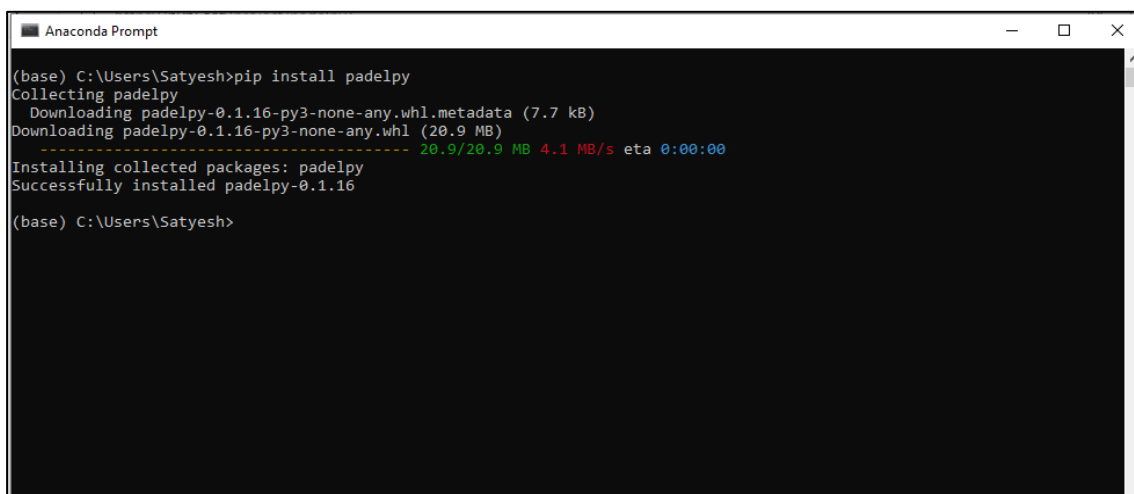 Anaconda Prompt
(base) C:\Users\Satyesh>pip install padelpy
Collecting padelpy
  Downloading padelpy-0.1.16-py3-none-any.whl.metadata (7.7 kB)
Downloading padelpy-0.1.16-py3-none-any.whl (20.9 MB)
   ---------------------------------------- 20.9/20.9 MB 4.1 MB/s eta 0:00:00
Installing collected packages: padelpy
Successfully installed padelpy-0.1.16
(base) C:\Users\Satyesh>